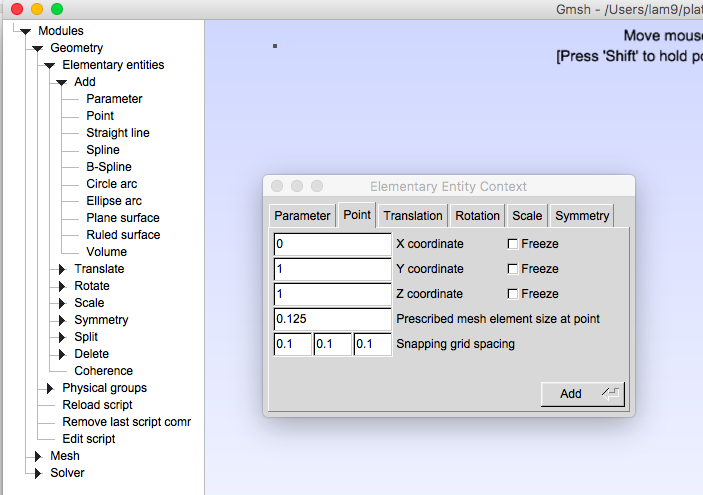 Gmsh - /Users/lam9/plat
Modules
Geometry
Elementary entities
Add
Parameter
Point
Straight line
Spline
B-Spline
Circle arc
Ellipse arc
Plane surface
Ruled surface
Volume
Translate
Rotate
Scale
Symmetry
Split
Delete
Coherence
Physical groups
Reload script
Remove last script comr
Edit script
Mesh
Solver
Move mouse
[Press 'Shift' to hold po
Elementary Entity Context
Parameter Point Translation Rotation Scale Symmetry
0 X coordinate Freeze
1 Y coordinate Freeze
1 Z coordinate Freeze
0.125 Prescribed mesh element size at point
0.1 0.1 0.1 Snapping grid spacing
Add